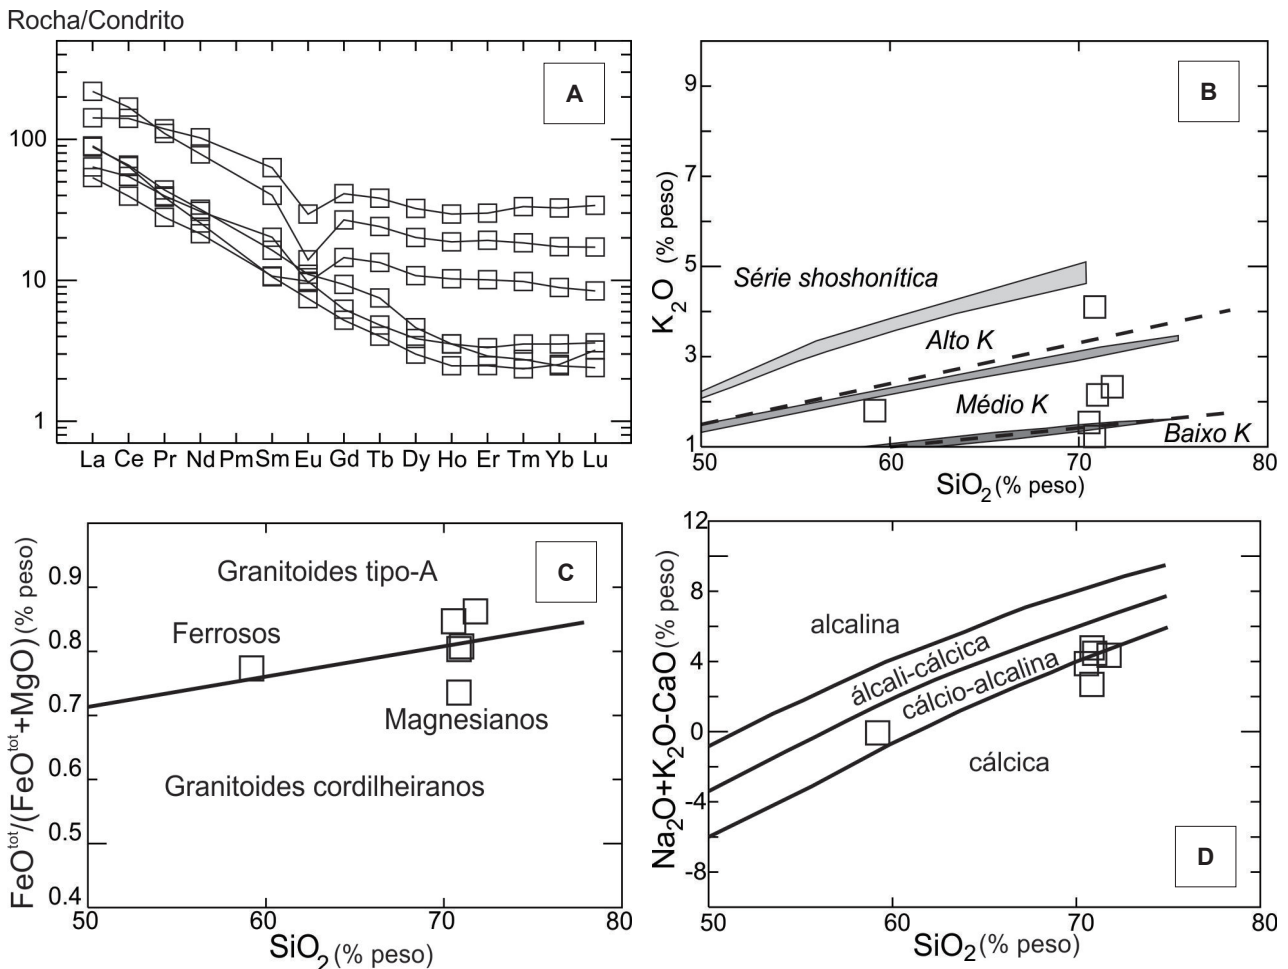 Rocha/Condrito
A
100
10
1
La Ce Pr Nd Pm Sm Eu Gd Tb Dy Ho Er Tm Yb Lu
B
K2O (% peso)
9
7
5
3
1
Série shoshonítica
Alto K
Médio K
Baixo K
50 60 70 80
SiO2 (% peso)
C
FeOtot/(FeOtot+MgO) (% peso)
0.9
0.8
0.7
0.6
0.5
0.4
Granitoides tipo-A
Ferrosos
Magnesianos
Granitoides cordilheiranos
50 60 70 80
SiO2 (% peso)
D
Na2O+K2O-CaO (% peso)
12
8
4
0
-4
-8
alcalina
álcali-cálcica
cálcio-alcalina
cálcica
50 60 70 80
SiO2 (% peso)